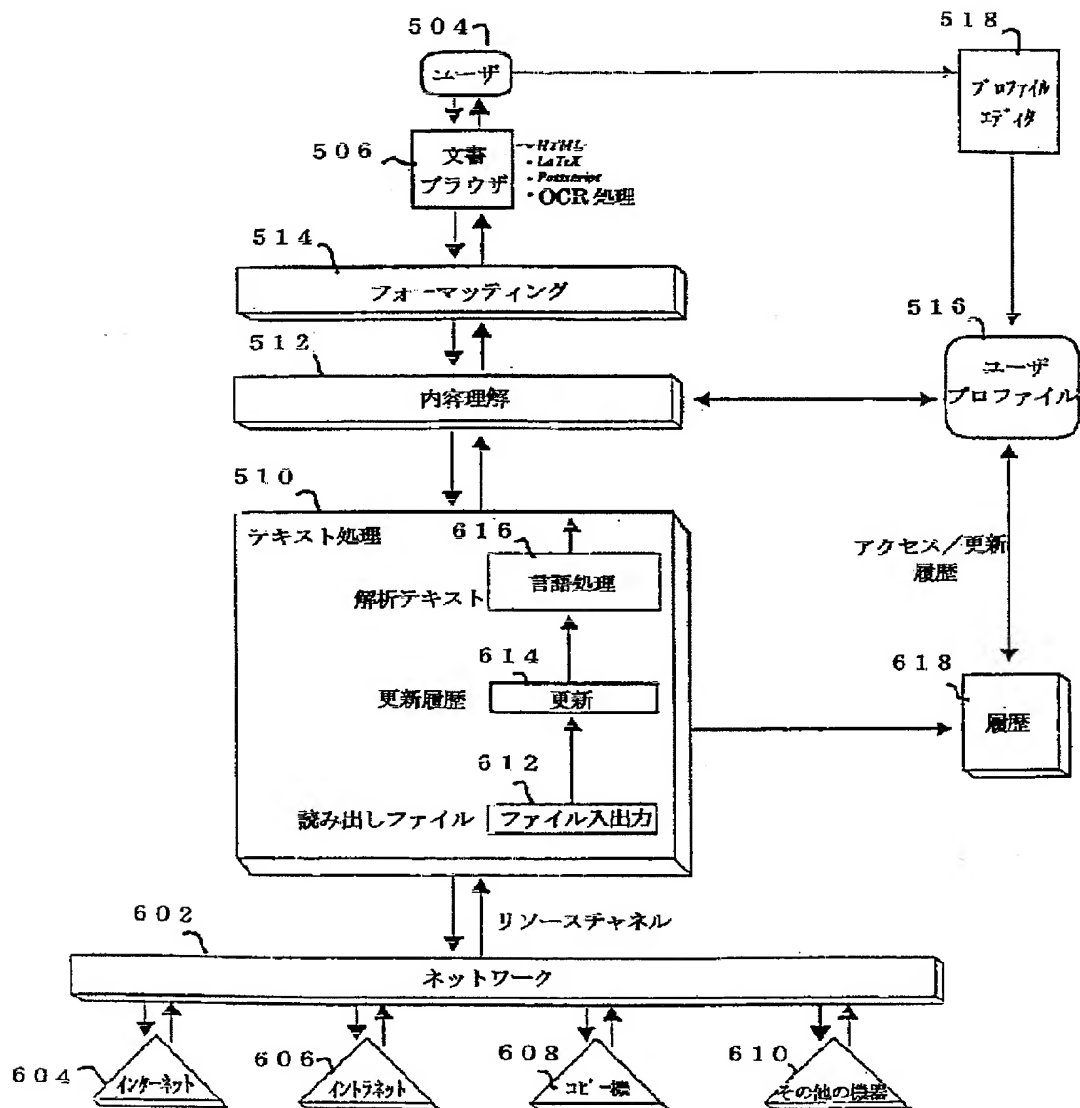 504
ユーザ
518
プロファイル
エディタ
506
文書
ブラウザ
HTML
・LaTeX
・Postscript
・OCR処理
514
フォーマッティング
512
内容理解
516
ユーザ
プロファイル
510
テキスト処理
616
言語処理
解析テキスト
アクセス／更新
履歴
614
更新履歴
更新
618
履歴
612
読み出しファイル
ファイル入出力
リソースチャネル
602
ネットワーク
604
インターネット
606
イントラネット
608
コピー機
610
その他の機器